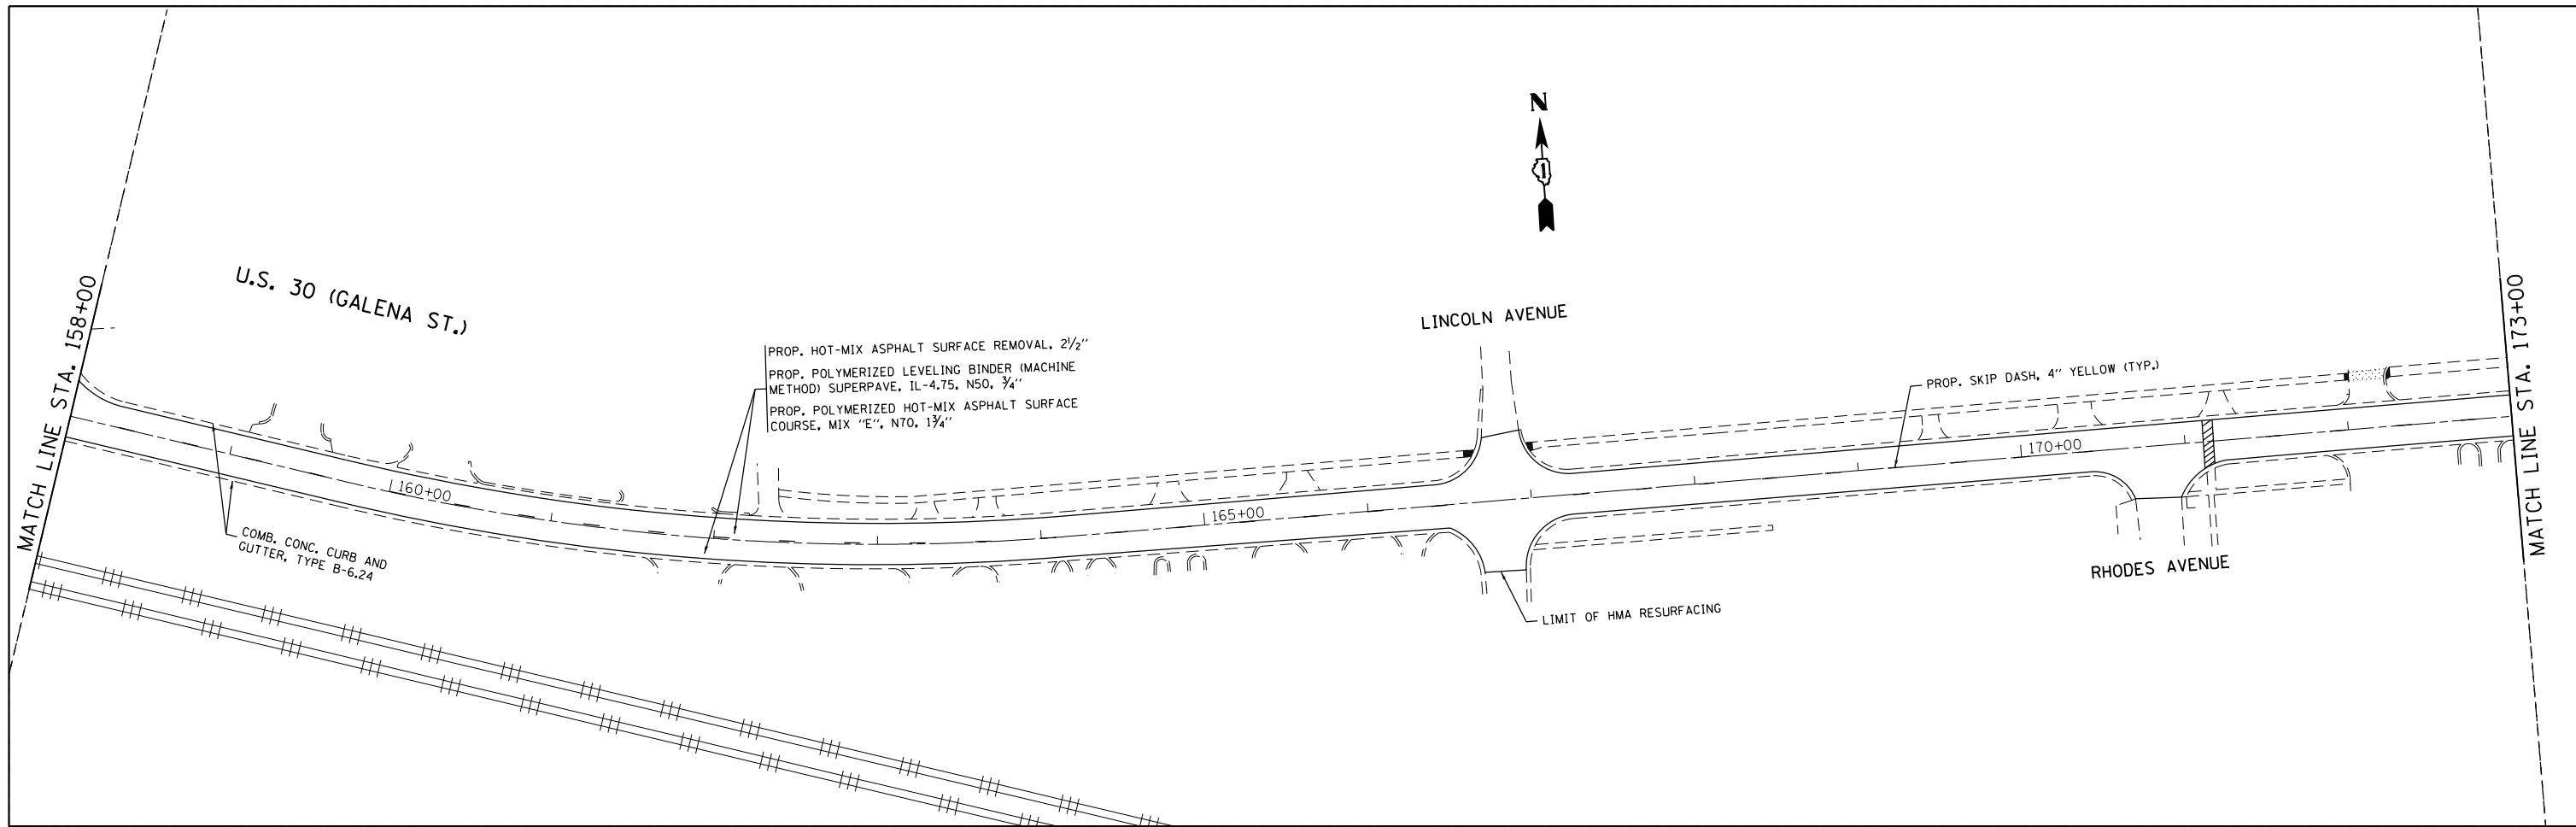 N
1
MATCH LINE STA. 158+00
U.S. 30 (GALENA ST.)
LINCOLN AVENUE
MATCH LINE STA. 173+00
PROP. HOT-MIX ASPHALT SURFACE REMOVAL, 2½"
PROP. POLYMERIZED LEVELING BINDER (MACHINE
METHOD) SUPERPAVE, IL-4.75, N50, ¾"
PROP. POLYMERIZED HOT-MIX ASPHALT SURFACE
COURSE, MIX "E", N70, 1¾"
PROP. SKIP DASH, 4" YELLOW (TYP.)
160+00
165+00
170+00
COMB. CONC. CURB AND
GUTTER, TYPE B-6.24
RHODES AVENUE
LIMIT OF HMA RESURFACING